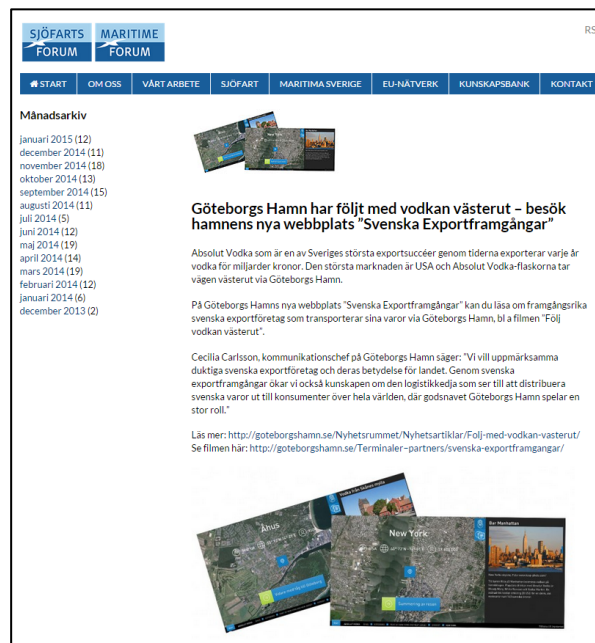 SJÖFARTS
FORUM
MARITIME
FORUM
RS
START OM OSS VÅRT ARBETE SJÖFART MARITIMA SVERIGE EU-NÄTVERK KUNSKAPSBANK KONTAKT
Månadsarkiv
januari 2015 (12)
december 2014 (11)
november 2014 (18)
oktober 2014 (13)
september 2014 (15)
augusti 2014 (11)
juli 2014 (5)
juni 2014 (12)
maj 2014 (19)
april 2014 (14)
mars 2014 (19)
februari 2014 (12)
januari 2014 (6)
december 2013 (2)
New York
Göteborgs Hamn har följt med vodkan västerut – besök
hamnens nya webbplats ”Svenska Exportframgångar”
Absolut Vodka som är en av Sveriges största exportsuccéer genom tiderna exporterar varje år
vodka för miljarder kronor. Den största marknaden är USA och Absolut Vodka-flaskorna tar
vägen västerut via Göteborgs Hamn.
På Göteborgs Hamns nya webbplats ”Svenska Exportframgångar” kan du läsa om framgångsrika
svenska exportföretag som transporterar sina varor via Göteborgs Hamn, bl a filmen ”Följ
vodkan västerut”.
Cecilia Carlsson, kommunikationschef på Göteborgs Hamn säger: ”Vi vill uppmärksamma
duktiga svenska exportföretag och deras betydelse för landet. Genom svenska
exportframgångar ökar vi också kunskapen om den logistikkedja som ser till att distribuera
svenska varor ut till konsumenter över hela världen, där godsnavet Göteborgs Hamn spelar en
stor roll.”
Läs mer: http://goteborgshamn.se/Nyhetsrummet/Nyhetsartiklar/Folj-med-vodkan-vasterut/
Se filmen här: http://goteborgshamn.se/Terminaler–partners/svenska-exportframgangar/
Åhus
Vodka från Skånes mylla
New York
Bar Manhattan